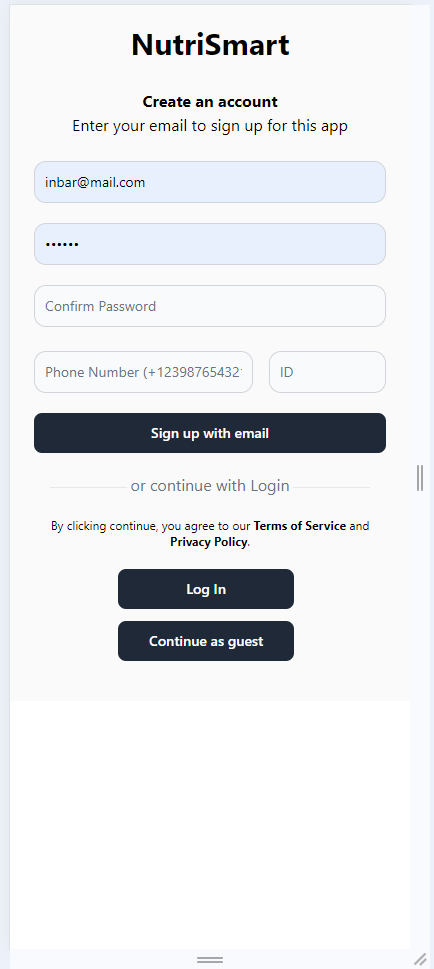 NutriSmart
Create an account
Enter your email to sign up for this app
inbar@mail.com
••••••
Confirm Password
Phone Number (+12398765432
ID
Sign up with email
or continue with Login
By clicking continue, you agree to our Terms of Service and
Privacy Policy.
Log In
Continue as guest